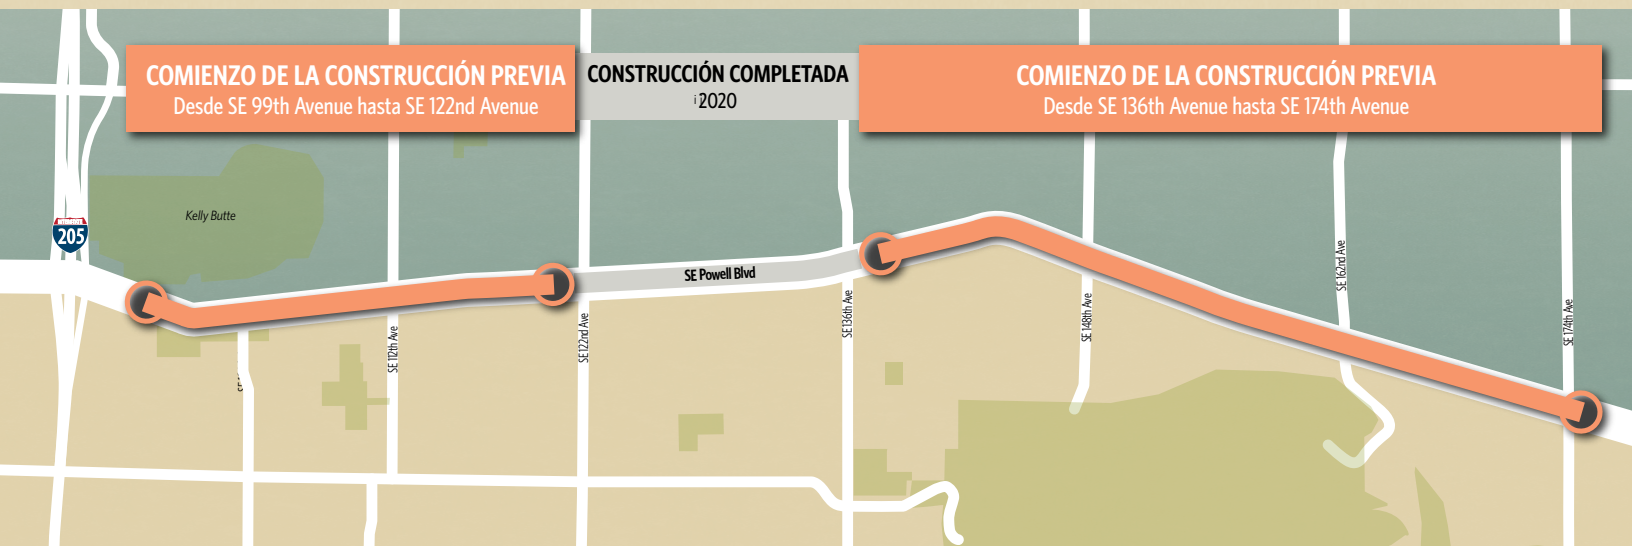 COMIENZO DE LA CONSTRUCCIÓN PREVIA
Desde SE 99th Avenue hasta SE 122nd Avenue
CONSTRUCCIÓN COMPLETADA
2020
COMIENZO DE LA CONSTRUCCIÓN PREVIA
Desde SE 136th Avenue hasta SE 174th Avenue
Kelly Butte
INTERSTATE
205
SE Powell Blvd
SE 112th Ave
SE 122nd Ave
SE 136th Ave
SE 148th Ave
SE 162nd Ave
SE 174th Ave